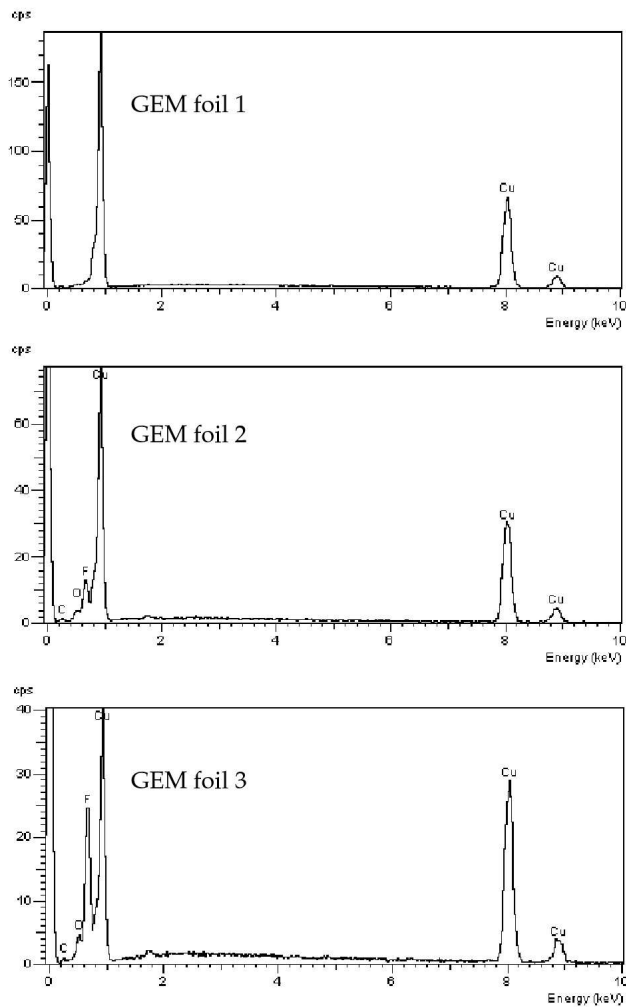 cps
150
100
50
0
GEM foil 1
Cu
Cu
0 2 4 6 8 10
Energy (keV)
cps
60
40
20
0
Cu
GEM foil 2
C O F
Cu
Cu
0 2 4 6 8 10
Energy (keV)
cps
40
30
20
10
0
Cu
GEM foil 3
C O F
Cu
Cu
0 2 4 6 8 10
Energy (keV)